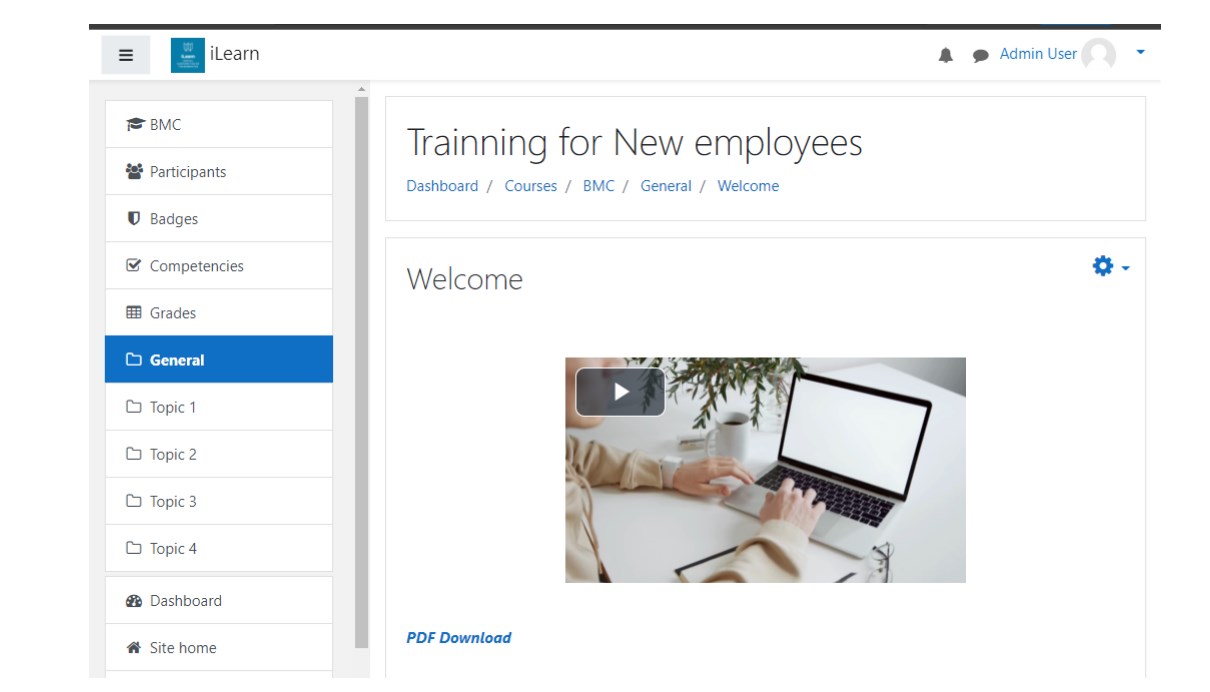 iLearn
Admin User
BMC
Participants
Badges
Competencies
Grades
General
Topic 1
Topic 2
Topic 3
Topic 4
Dashboard
Site home
Trainning for New employees
Dashboard / Courses / BMC / General / Welcome
Welcome
PDF Download